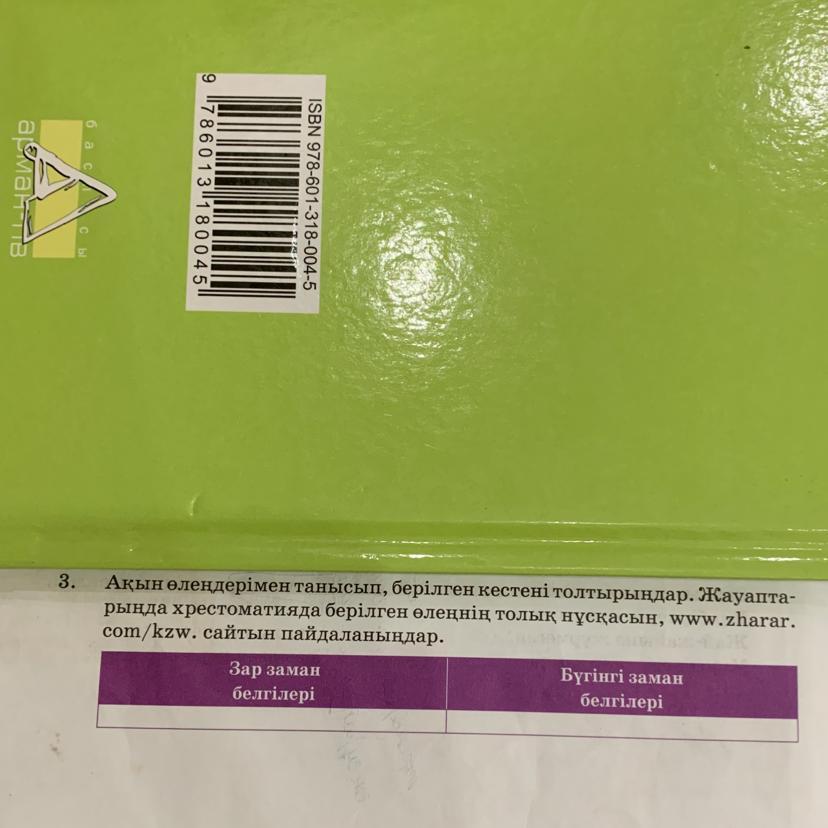 ISBN 978-601-318-004-5
9 786013 180045
арман-пв
3. Ақын өлеңдерімен танысып, берілген кестені толтырыңдар. Жауапта-
рыңда хрестоматияда берілген өлеңнің толық нұсқасын, www.zharar.
com/kzw. сайтын пайдаланыңдар.
Зар заман
белгілері
Бүгінгі заман
белгілері